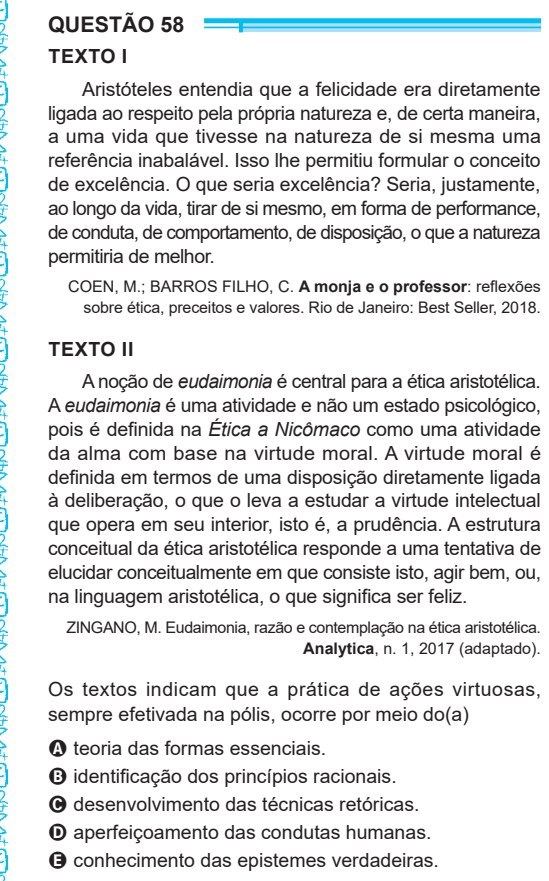 QUESTÃO 58
TEXTO I
Aristóteles entendia que a felicidade era diretamente
ligada ao respeito pela própria natureza e, de certa maneira,
a uma vida que tivesse na natureza de si mesma uma
referência inabalável. Isso lhe permitiu formular o conceito
de excelência. O que seria excelência? Seria, justamente,
ao longo da vida, tirar de si mesmo, em forma de performance,
de conduta, de comportamento, de disposição, o que a natureza
permitiria de melhor.
COEN, M.; BARROS FILHO, C. A monja e o professor: reflexões
sobre ética, preceitos e valores. Rio de Janeiro: Best Seller, 2018.
TEXTO II
A noção de eudaimonia é central para a ética aristotélica.
A eudaimonia é uma atividade e não um estado psicológico,
pois é definida na Ética a Nicômaco como uma atividade
da alma com base na virtude moral. A virtude moral é
definida em termos de uma disposição diretamente ligada
à deliberação, o que o leva a estudar a virtude intelectual
que opera em seu interior, isto é, a prudência. A estrutura
conceitual da ética aristotélica responde a uma tentativa de
elucidar conceitualmente em que consiste isto, agir bem, ou,
na linguagem aristotélica, o que significa ser feliz.
ZINGANO, M. Eudaimonia, razão e contemplação na ética aristotélica.
Analytica, n. 1, 2017 (adaptado).
Os textos indicam que a prática de ações virtuosas,
sempre efetivada na pólis, ocorre por meio do(a)
A teoria das formas essenciais.
B identificação dos princípios racionais.
C desenvolvimento das técnicas retóricas.
D aperfeiçoamento das condutas humanas.
E conhecimento das epistemes verdadeiras.